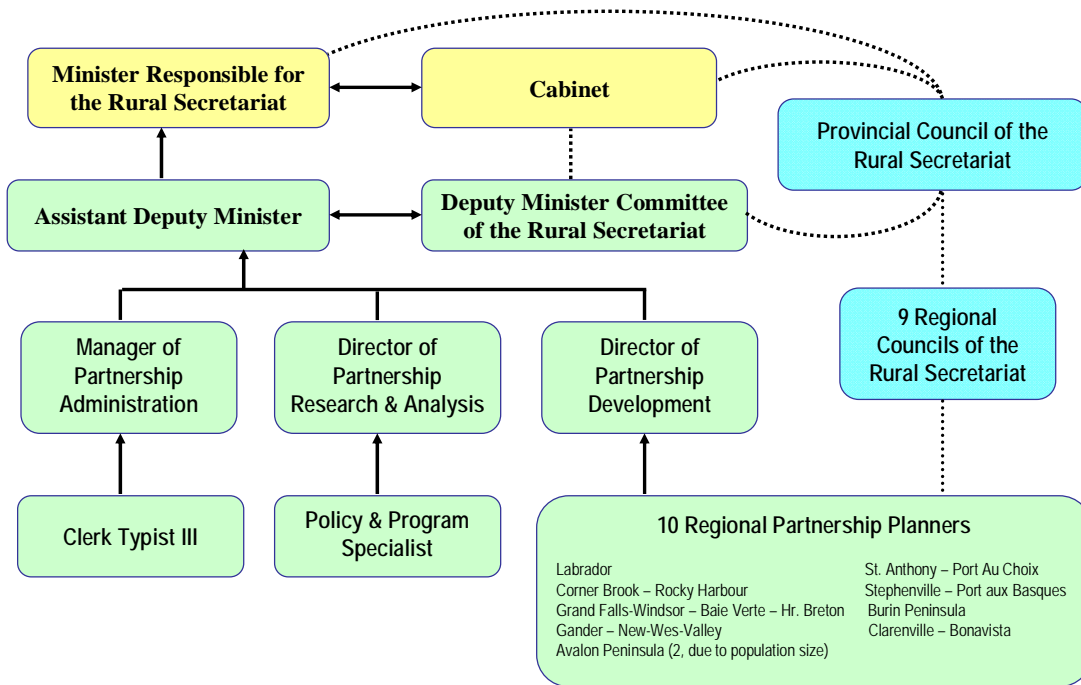 Minister Responsible for
the Rural Secretariat
Cabinet
Provincial Council of the
Rural Secretariat
Assistant Deputy Minister
Deputy Minister Committee
of the Rural Secretariat
9 Regional
Councils of the
Rural Secretariat
Manager of
Partnership
Administration
Director of
Partnership
Research & Analysis
Director of
Partnership
Development
Clerk Typist III
Policy & Program
Specialist
10 Regional Partnership Planners
Labrador
Corner Brook – Rocky Harbour
Grand Falls-Windsor – Baie Verte – Hr. Breton
Gander – New-Wes-Valley
Avalon Peninsula (2, due to population size)
St. Anthony – Port Au Choix
Stephenville – Port aux Basques
Burin Peninsula
Clarenville – Bonavista